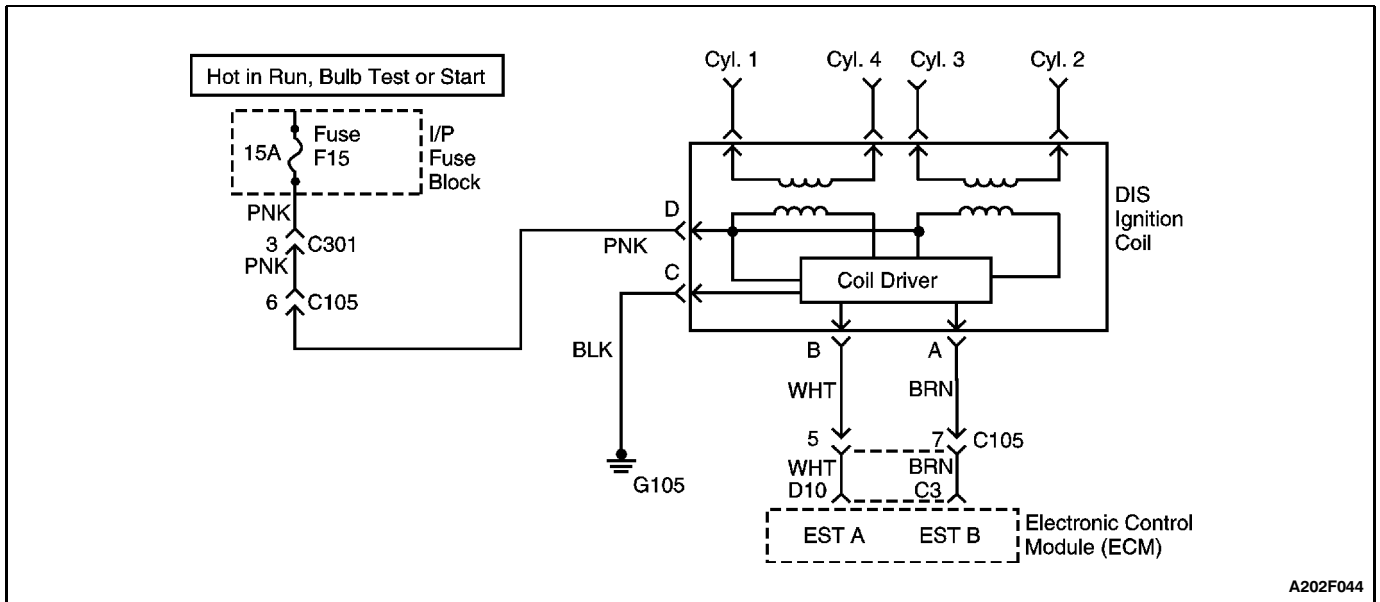 Hot in Run, Bulb Test or Start
15A
Fuse
F15
I/P
Fuse
Block
PNK
3
C301
PNK
6
C105
Cyl. 1
Cyl. 4
Cyl. 3
Cyl. 2
D
PNK
C
BLK
G105
Coil Driver
DIS
Ignition
Coil
B
A
WHT
BRN
5
7
C105
WHT
BRN
D10
C3
EST A
EST B
Electronic Control
Module (ECM)
A202F044